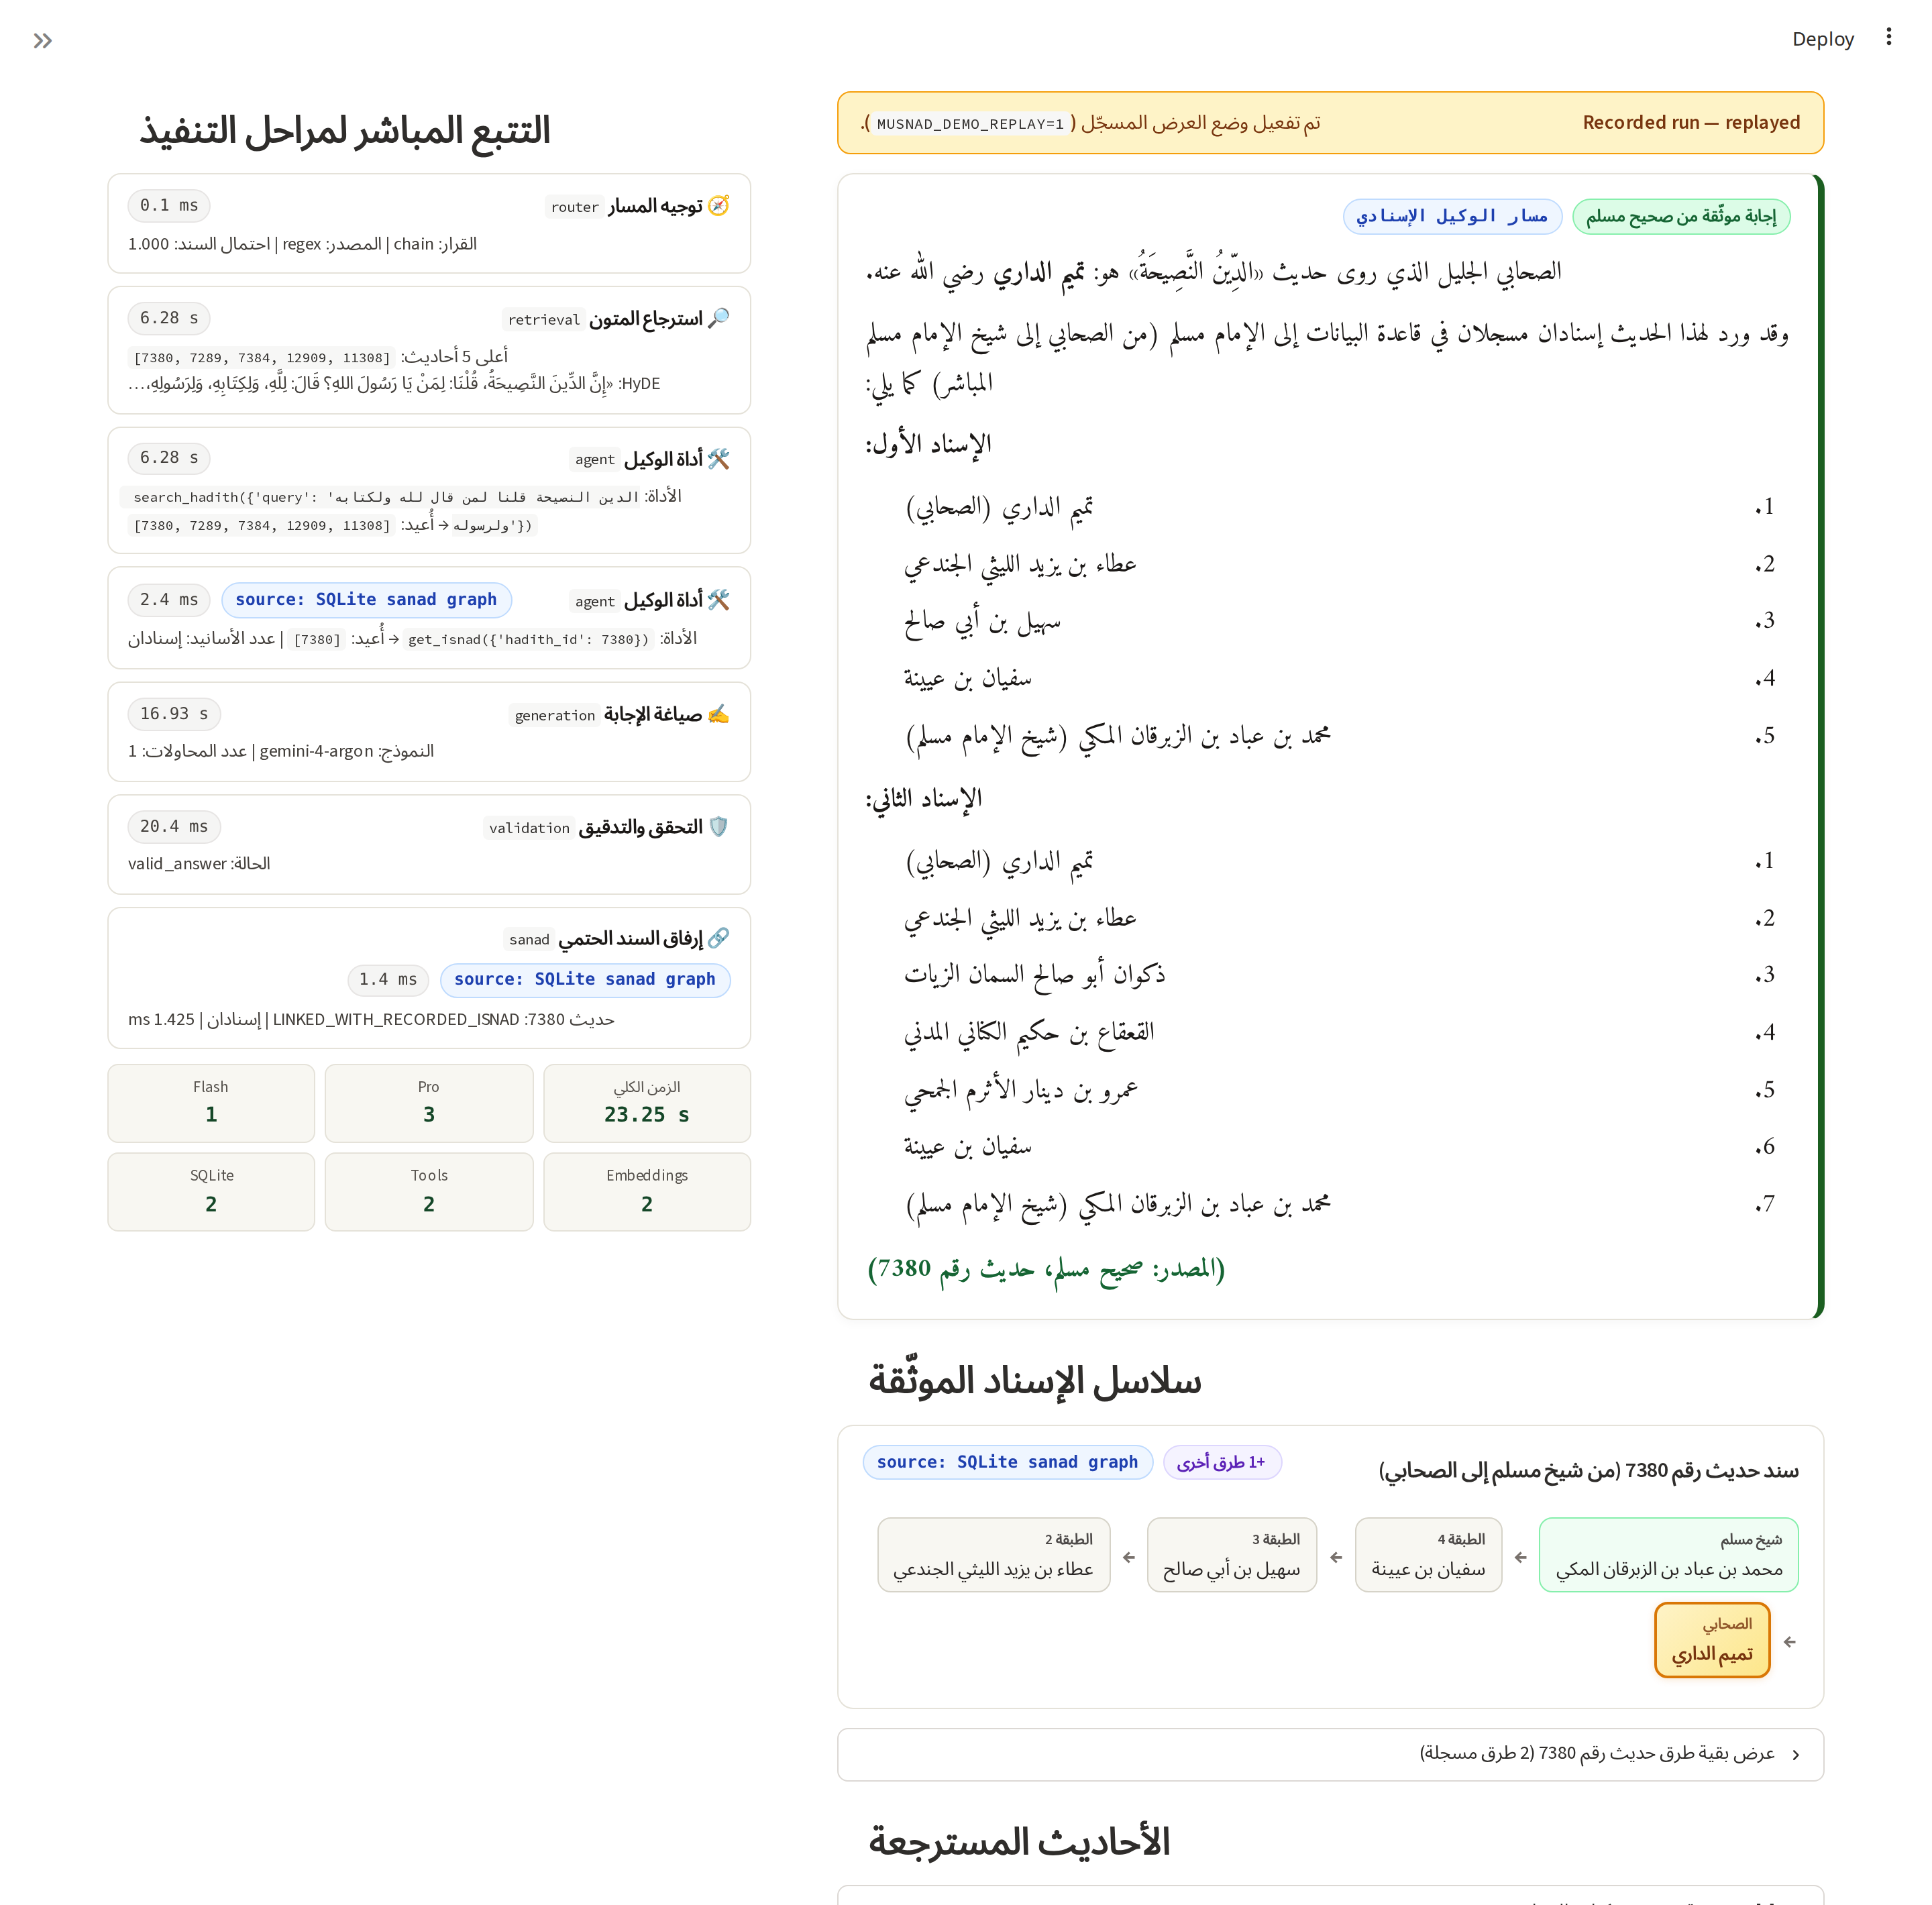 Deploy
Recorded run — replayed
تم تفعيل وضع العرض المسجّل (MUSNAD_DEMO_REPLAY=1).
إجابة موثّقة من صحيح مسلم
مسار الوكيل الإسنادي
الصحابي الجليل الذي روى حديث «الدِّينُ النَّصِيحَةُ» هو: تميم الداري رضي الله عنه.
وقد ورد لهذا الحديث إسنادان مسجلان في قاعدة البيانات إلى الإمام مسلم (من الصحابي إلى شيخ الإمام مسلم
المباشر) كما يلي:
الإسناد الأول:
1. تميم الداري (الصحابي)
2. عطاء بن يزيد الليثي الجندعي
3. سهيل بن أبي صالح
4. سفيان بن عيينة
5. محمد بن عباد بن الزبرقان المكي (شيخ الإمام مسلم)
الإسناد الثاني:
1. تميم الداري (الصحابي)
2. عطاء بن يزيد الليثي الجندعي
3. ذكوان أبو صالح السمان الزيات
4. القعقاع بن حكيم الكناني المدني
5. عمرو بن دينار الأثرم الجمحي
6. سفيان بن عيينة
7. محمد بن عباد بن الزبرقان المكي (شيخ الإمام مسلم)
(المصدر: صحيح مسلم، حديث رقم 7380)
سلاسل الإسناد الموثّقة
سند حديث رقم 7380 (من شيخ مسلم إلى الصحابي)
+1 طرق أخرى
source: SQLite sanad graph
شيخ مسلم
محمد بن عباد بن الزبرقان المكي
←
الطبقة 4
سفيان بن عيينة
←
الطبقة 3
سهيل بن أبي صالح
←
الطبقة 2
عطاء بن يزيد الليثي الجندعي
←
الصحابي
تميم الداري
عرض بقية طرق حديث رقم 7380 (2 طرق مسجلة)
الأحاديث المسترجعة
التتبع المباشر لمراحل التنفيذ
🧭 توجيه المسار router
0.1 ms
القرار: chain | المصدر: regex | احتمال السند: 1.000
🔎 استرجاع المتون retrieval
6.28 s
أعلى 5 أحاديث: [7380, 7289, 7384, 12909, 11308]
HyDE: «إِنَّ الدِّينَ النَّصِيحَةُ، قُلْنَا: لِمَنْ يَا رَسُولَ اللهِ؟ قَالَ: لِلَّهِ، وَلِكِتَابِهِ، وَلِرَسُولِهِ،…
🛠️ أداة الوكيل agent
6.28 s
الأداة: search_hadith({'query': 'الدين النصيحة قلنا لمن قال لله ولكتابه
ولرسوله'}) → أُعيد: [7380, 7289, 7384, 12909, 11308]
🛠️ أداة الوكيل agent
source: SQLite sanad graph
2.4 ms
الأداة: get_isnad({'hadith_id': 7380}) → أُعيد: [7380] | عدد الأسانيد: إسنادان
✍️ صياغة الإجابة generation
16.93 s
النموذج: gemini-4-argon | عدد المحاولات: 1
🛡️ التحقق والتدقيق validation
20.4 ms
الحالة: valid_answer
🔗 إرفاق السند الحتمي sanad
source: SQLite sanad graph
1.4 ms
حديث 7380: LINKED_WITH_RECORDED_ISNAD | إسنادان | 1.425 ms
الزمن الكلي
23.25 s
Pro
3
Flash
1
Embeddings
2
Tools
2
SQLite
2